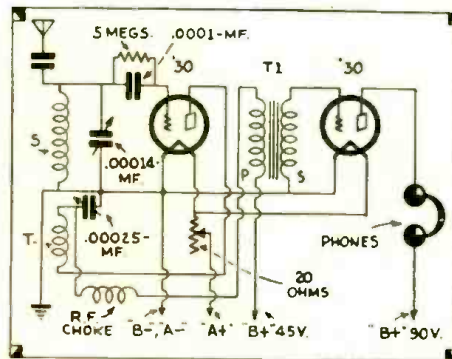 5 MEGS.
.0001-MF.
'30
T1
'30
S
.00014-
MF.
P
S
.00025-
MF.
T.
PHONES
20
OHMS
R.F.
CHOKE
B-, A-
A+
B+ 45V.
B+ 90V.